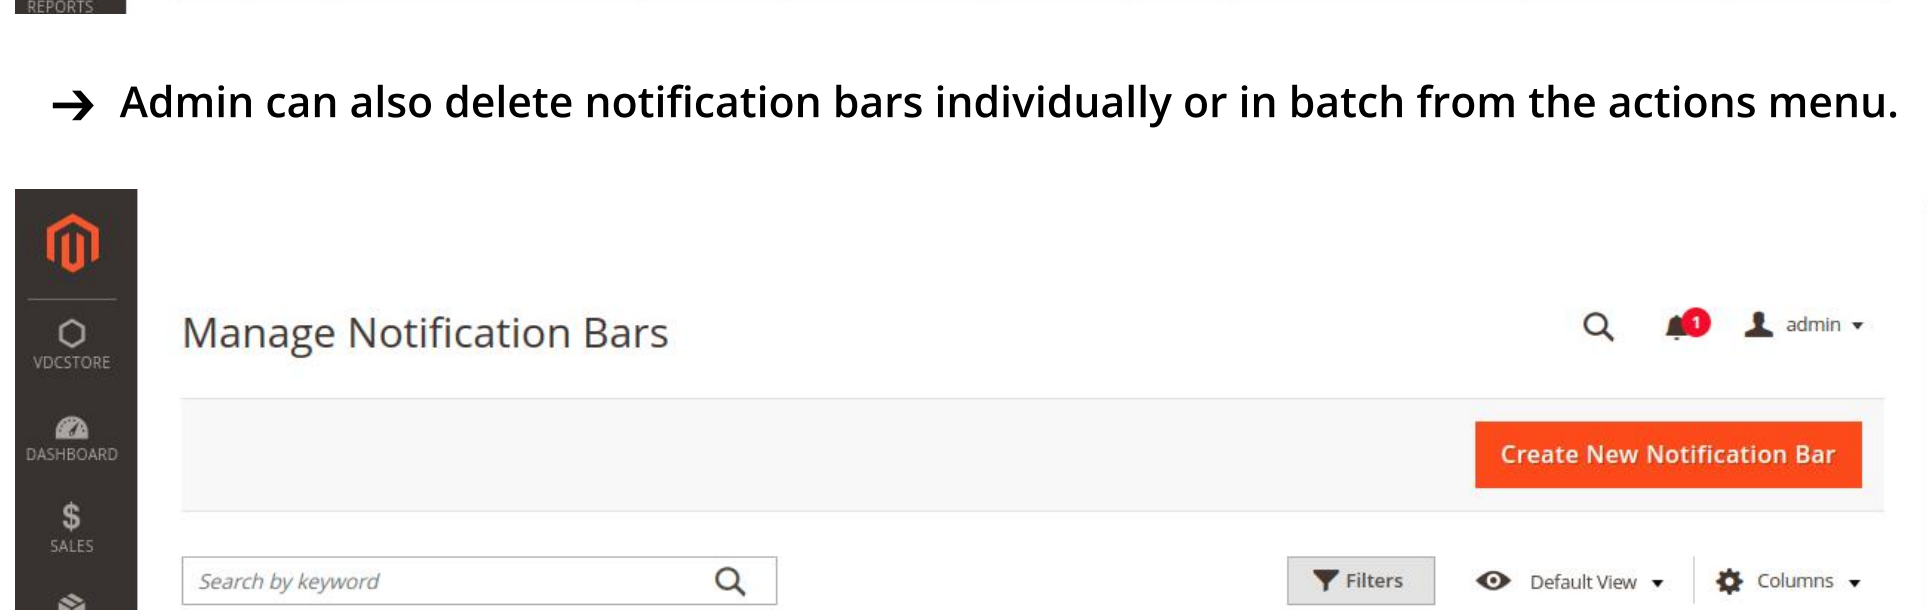 REPORTS
→ Admin can also delete notification bars individually or in batch from the actions menu.
Manage Notification Bars
1
admin
VDCSTORE
DASHBOARD
Create New Notification Bar
$
SALES
Search by keyword
Filters
Default View
Columns